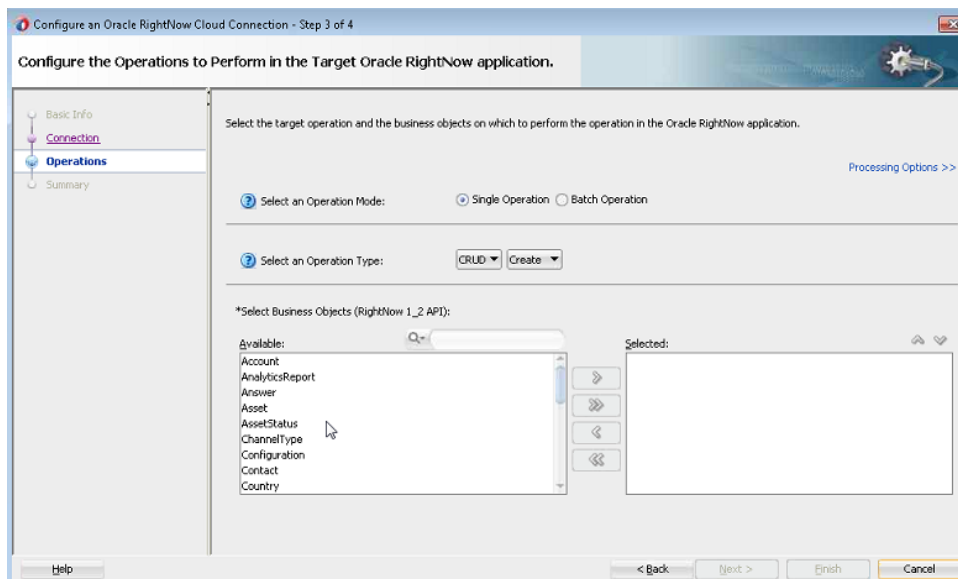 Configure an Oracle RightNow Cloud Connection - Step 3 of 4
Configure the Operations to Perform in the Target Oracle RightNow application.
Basic Info
Connection
Operations
Summary
Select the target operation and the business objects on which to perform the operation in the Oracle RightNow application.
Processing Options >>
Select an Operation Mode: Single Operation Batch Operation
Select an Operation Type: CRUD Create
*Select Business Objects (RightNow 1_2 API):
Available: Selected:
Account
AnalyticsReport
Answer
Asset
AssetStatus
ChannelType
Configuration
Contact
Country
Help < Back Next > Finish Cancel